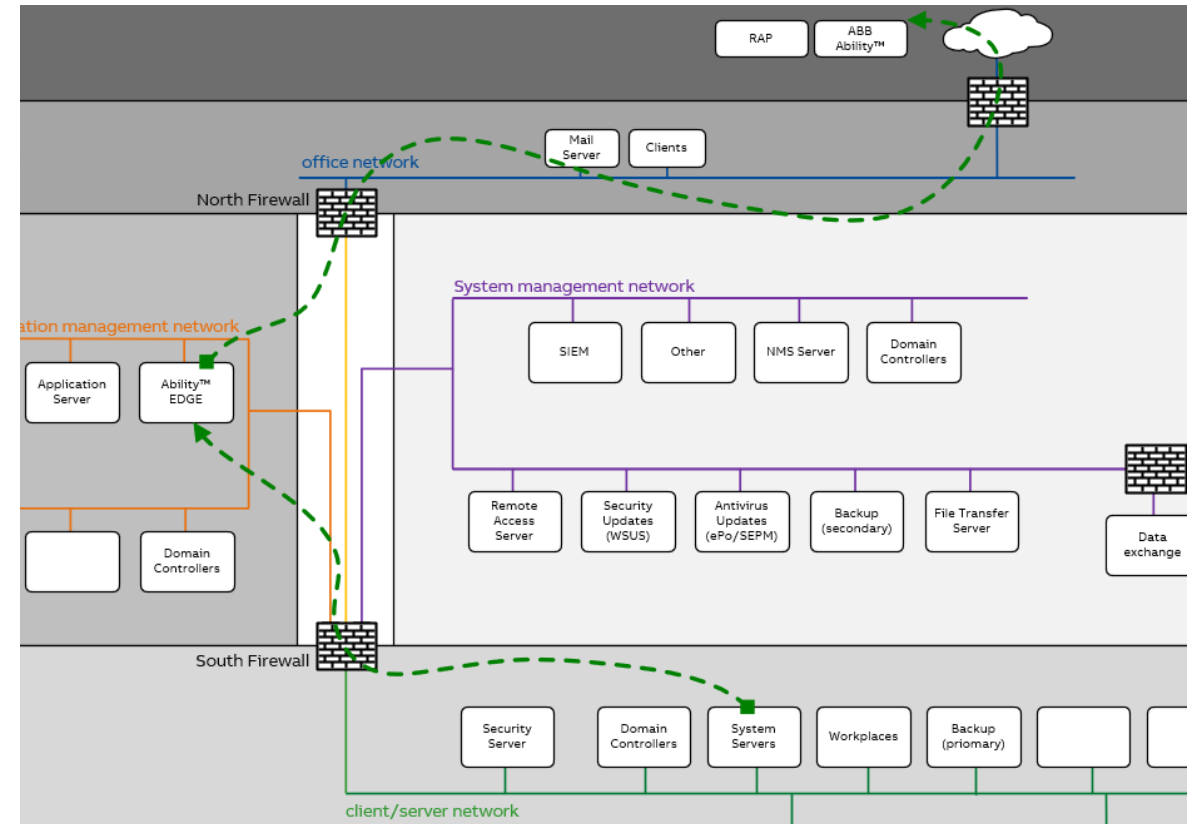 RAP
ABB
Ability™
Mail
Server
Clients
office network
North Firewall
System management network
ation management network
SIEM
Other
NMS Server
Domain
Controllers
Application
Server
Ability™
EDGE
Remote
Access
Server
Security
Updates
(WSUS)
Antivirus
Updates
(ePo/SEPM)
Backup
(secondary)
File Transfer
Server
Data
exchange
Domain
Controllers
South Firewall
Security
Server
Domain
Controllers
System
Servers
Workplaces
Backup
(priomary)
client/server network